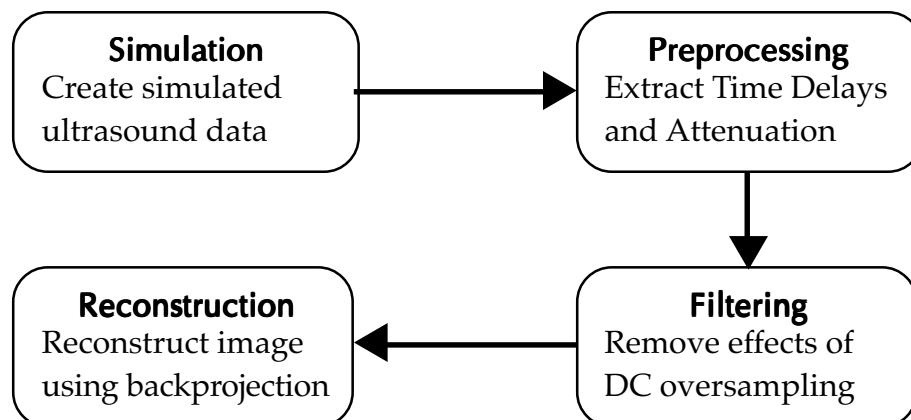 Simulation
Create simulated
ultrasound data
Preprocessing
Extract Time Delays
and Attenuation
Filtering
Remove effects of
DC oversampling
Reconstruction
Reconstruct image
using backprojection